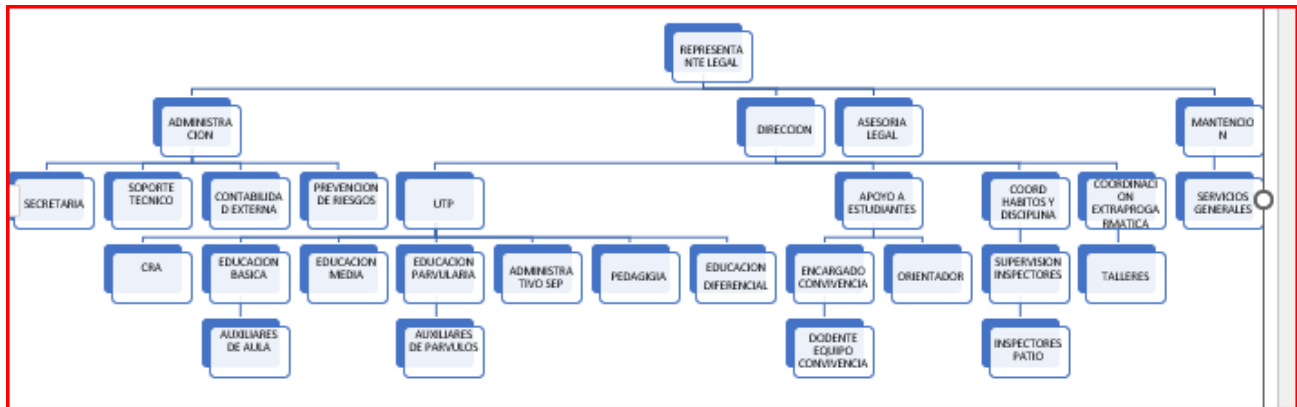 REPRESENTA
NTE LEGAL
ADMINISTRA
CION
DIRECCION
ASESORIA
LEGAL
MANTENCIO
N
SECRETARIA
SOPORTE
TECNICO
CONTABILIDA
D EXTERNA
PREVENCION
DE RIESGOS
UTP
APOYO A
ESTUDIANTES
COORD
HABITOS Y
DISCIPLINA
COORDINACI
ON
EXTRAPROGA
RMATICA
SERVICIOS
GENERALES
CRA
EDUCACION
BASICA
EDUCACION
MEDIA
EDUCACION
PARVULARIA
ADMINISTRA
TIVO SEP
PEDAGIGIA
EDUCACION
DIFERENCIAL
ENCARGADO
CONVIVENCIA
ORIENTADOR
SUPERVISION
INSPECTORES
TALLERES
AUXILIARES
DE AULA
AUXILIARES
DE PARVULOS
DODENTE
EQUIPO
CONVIVENCIA
INSPECTORES
PATIO